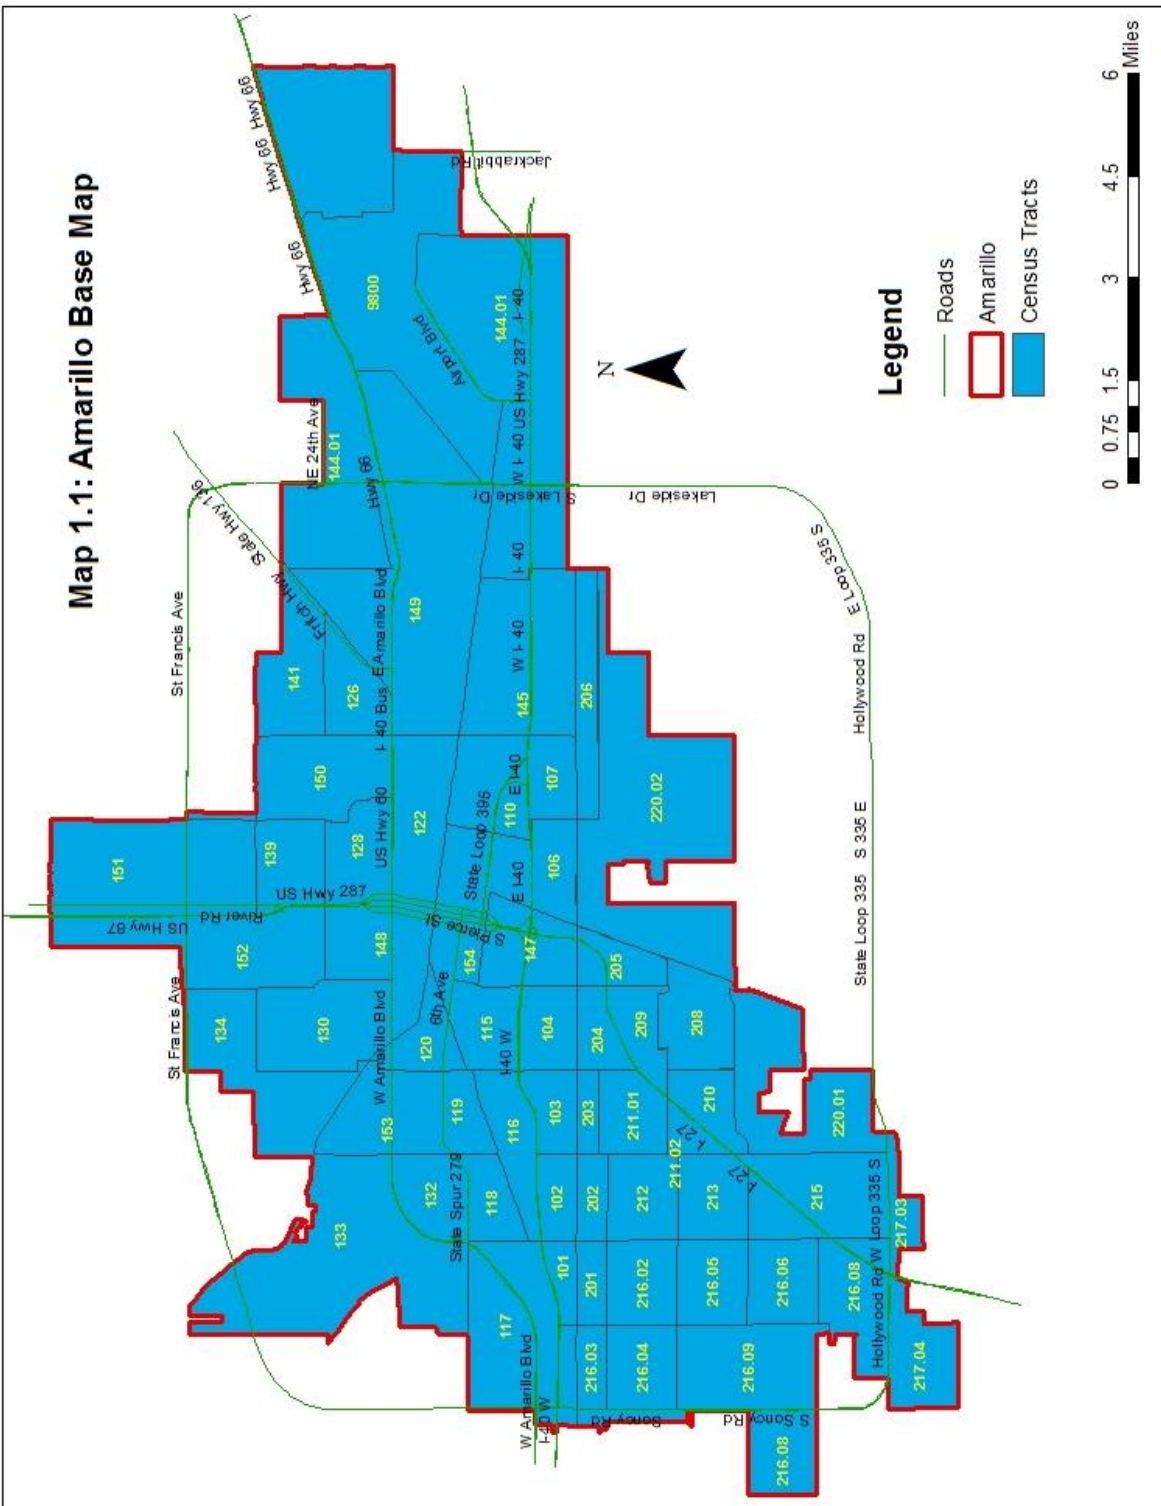 Map 1.1: Amarillo Base Map
Hwy 66
Hwy 66
Hwy 66
9800
Airport Blvd
144.01
Jackrabbit Rd
US Hwy 287
I-40
W I-40
NE 24th Ave
144.01
Hwy 66
S Lakeside Dr
Lakeside Dr
E Loop 335 S
State Hwy 136
Fritch Hwy
St Francis Ave
141
126
I-40 Bus
E Amarillo Blvd
149
I-40
W I-40
145
206
Hollywood Rd
150
US Hwy 60
122
128
139
151
110
E I-40
107
220.02
State Loop 395
E I-40
106
S 335 E
State Loop 335
US Hwy 287
River Rd
US Hwy 87
152
148
S Pierce St
154
147
205
St Francis Ave
134
130
W Amarillo Blvd
6th Ave
120
115
I-40 W
104
204
209
208
153
119
116
103
203
211.01
210
I-27
211.02
220.01
133
132
State Spur 279
118
102
202
212
213
I-27
215
W Loop 335 S
217.03
117
101
201
216.02
216.05
216.06
216.08
Hollywood Rd
W Amarillo Blvd
I-40 W
216.03
216.04
216.09
217.04
Soncy Rd
S Soncy Rd
216.08
N
Legend
Roads
Amarillo
Census Tracts
0 0.75 1.5 3 4.5 6
Miles